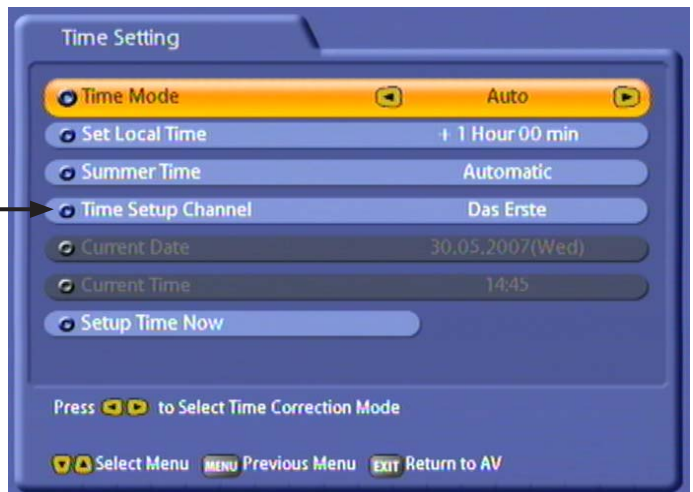 Time Setting
Time Mode Auto
Set Local Time + 1 Hour 00 min
Summer Time Automatic
Time Setup Channel Das Erste
Current Date 30.05.2007(Wed)
Current Time 14:45
Setup Time Now
Press to Select Time Correction Mode
Select Menu MENU Previous Menu EXIT Return to AV